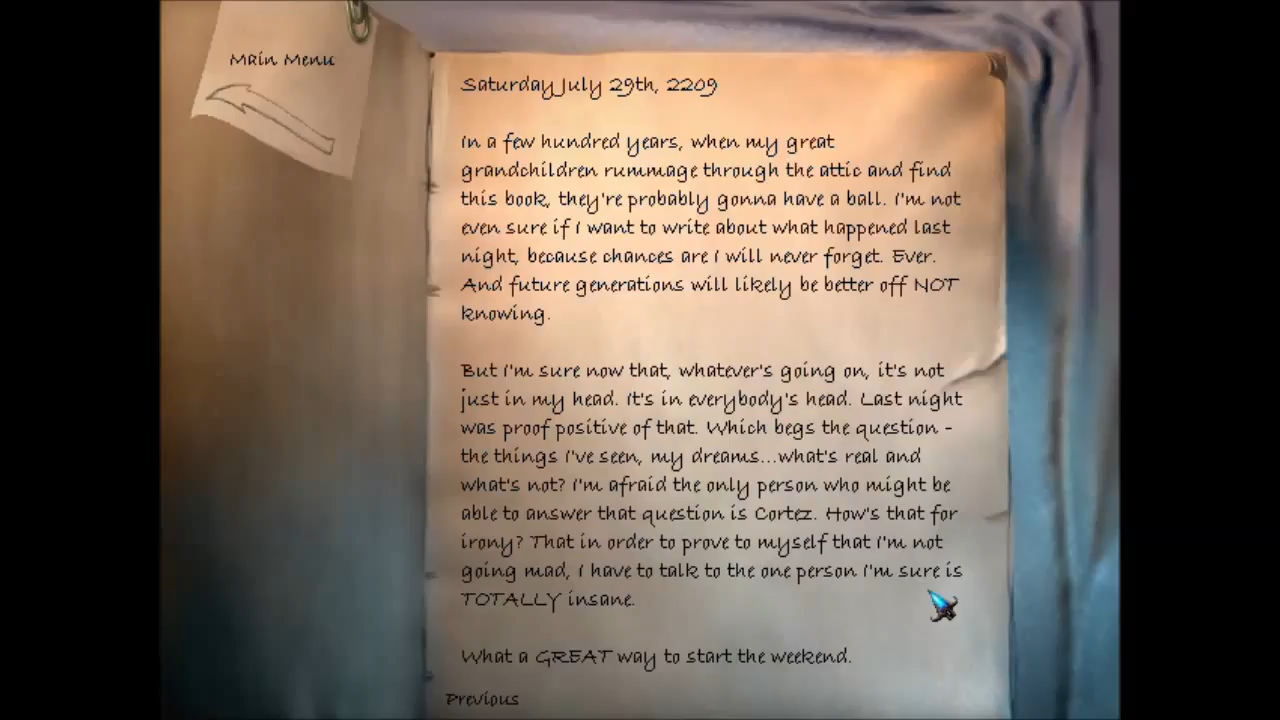 Main Menu
Saturday July 29th, 2209
In a few hundred years, when my great
grandchildren rummage through the attic and find
this book, they're probably gonna have a ball. I'm not
even sure if I want to write about what happened last
night, because chances are I will never forget. Ever.
And future generations will likely be better off NOT
knowing.
But I'm sure now that, whatever's going on, it's not
just in my head. It's in everybody's head. Last night
was proof positive of that. Which begs the question -
the things I've seen, my dreams...what's real and
what's not? I'm afraid the only person who might be
able to answer that question is Cortez. How's that for
irony? That in order to prove to myself that I'm not
going mad, I have to talk to the one person I'm sure is
TOTALLY insane.
What a GREAT way to start the weekend.
Previous